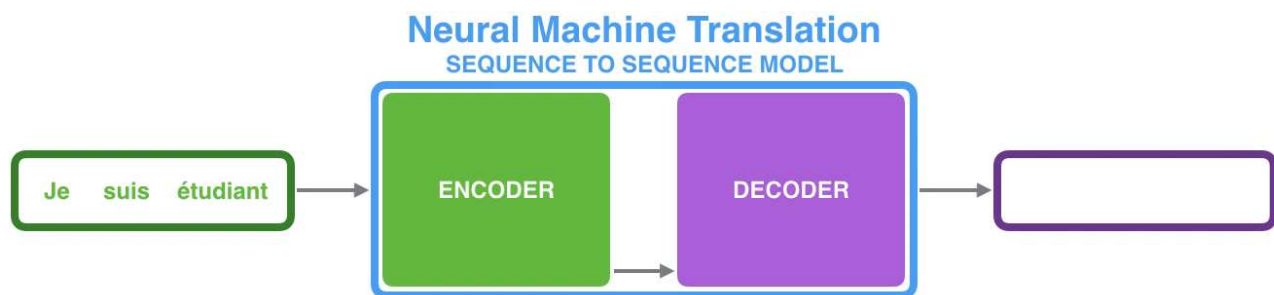 Neural Machine Translation
SEQUENCE TO SEQUENCE MODEL
Je suis étudiant
ENCODER
DECODER